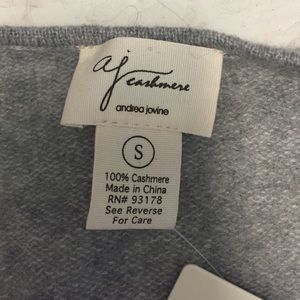 aj
cashmere
andrea jovine
S
100% Cashmere
Made in China
RN# 93178
See Reverse
For Care